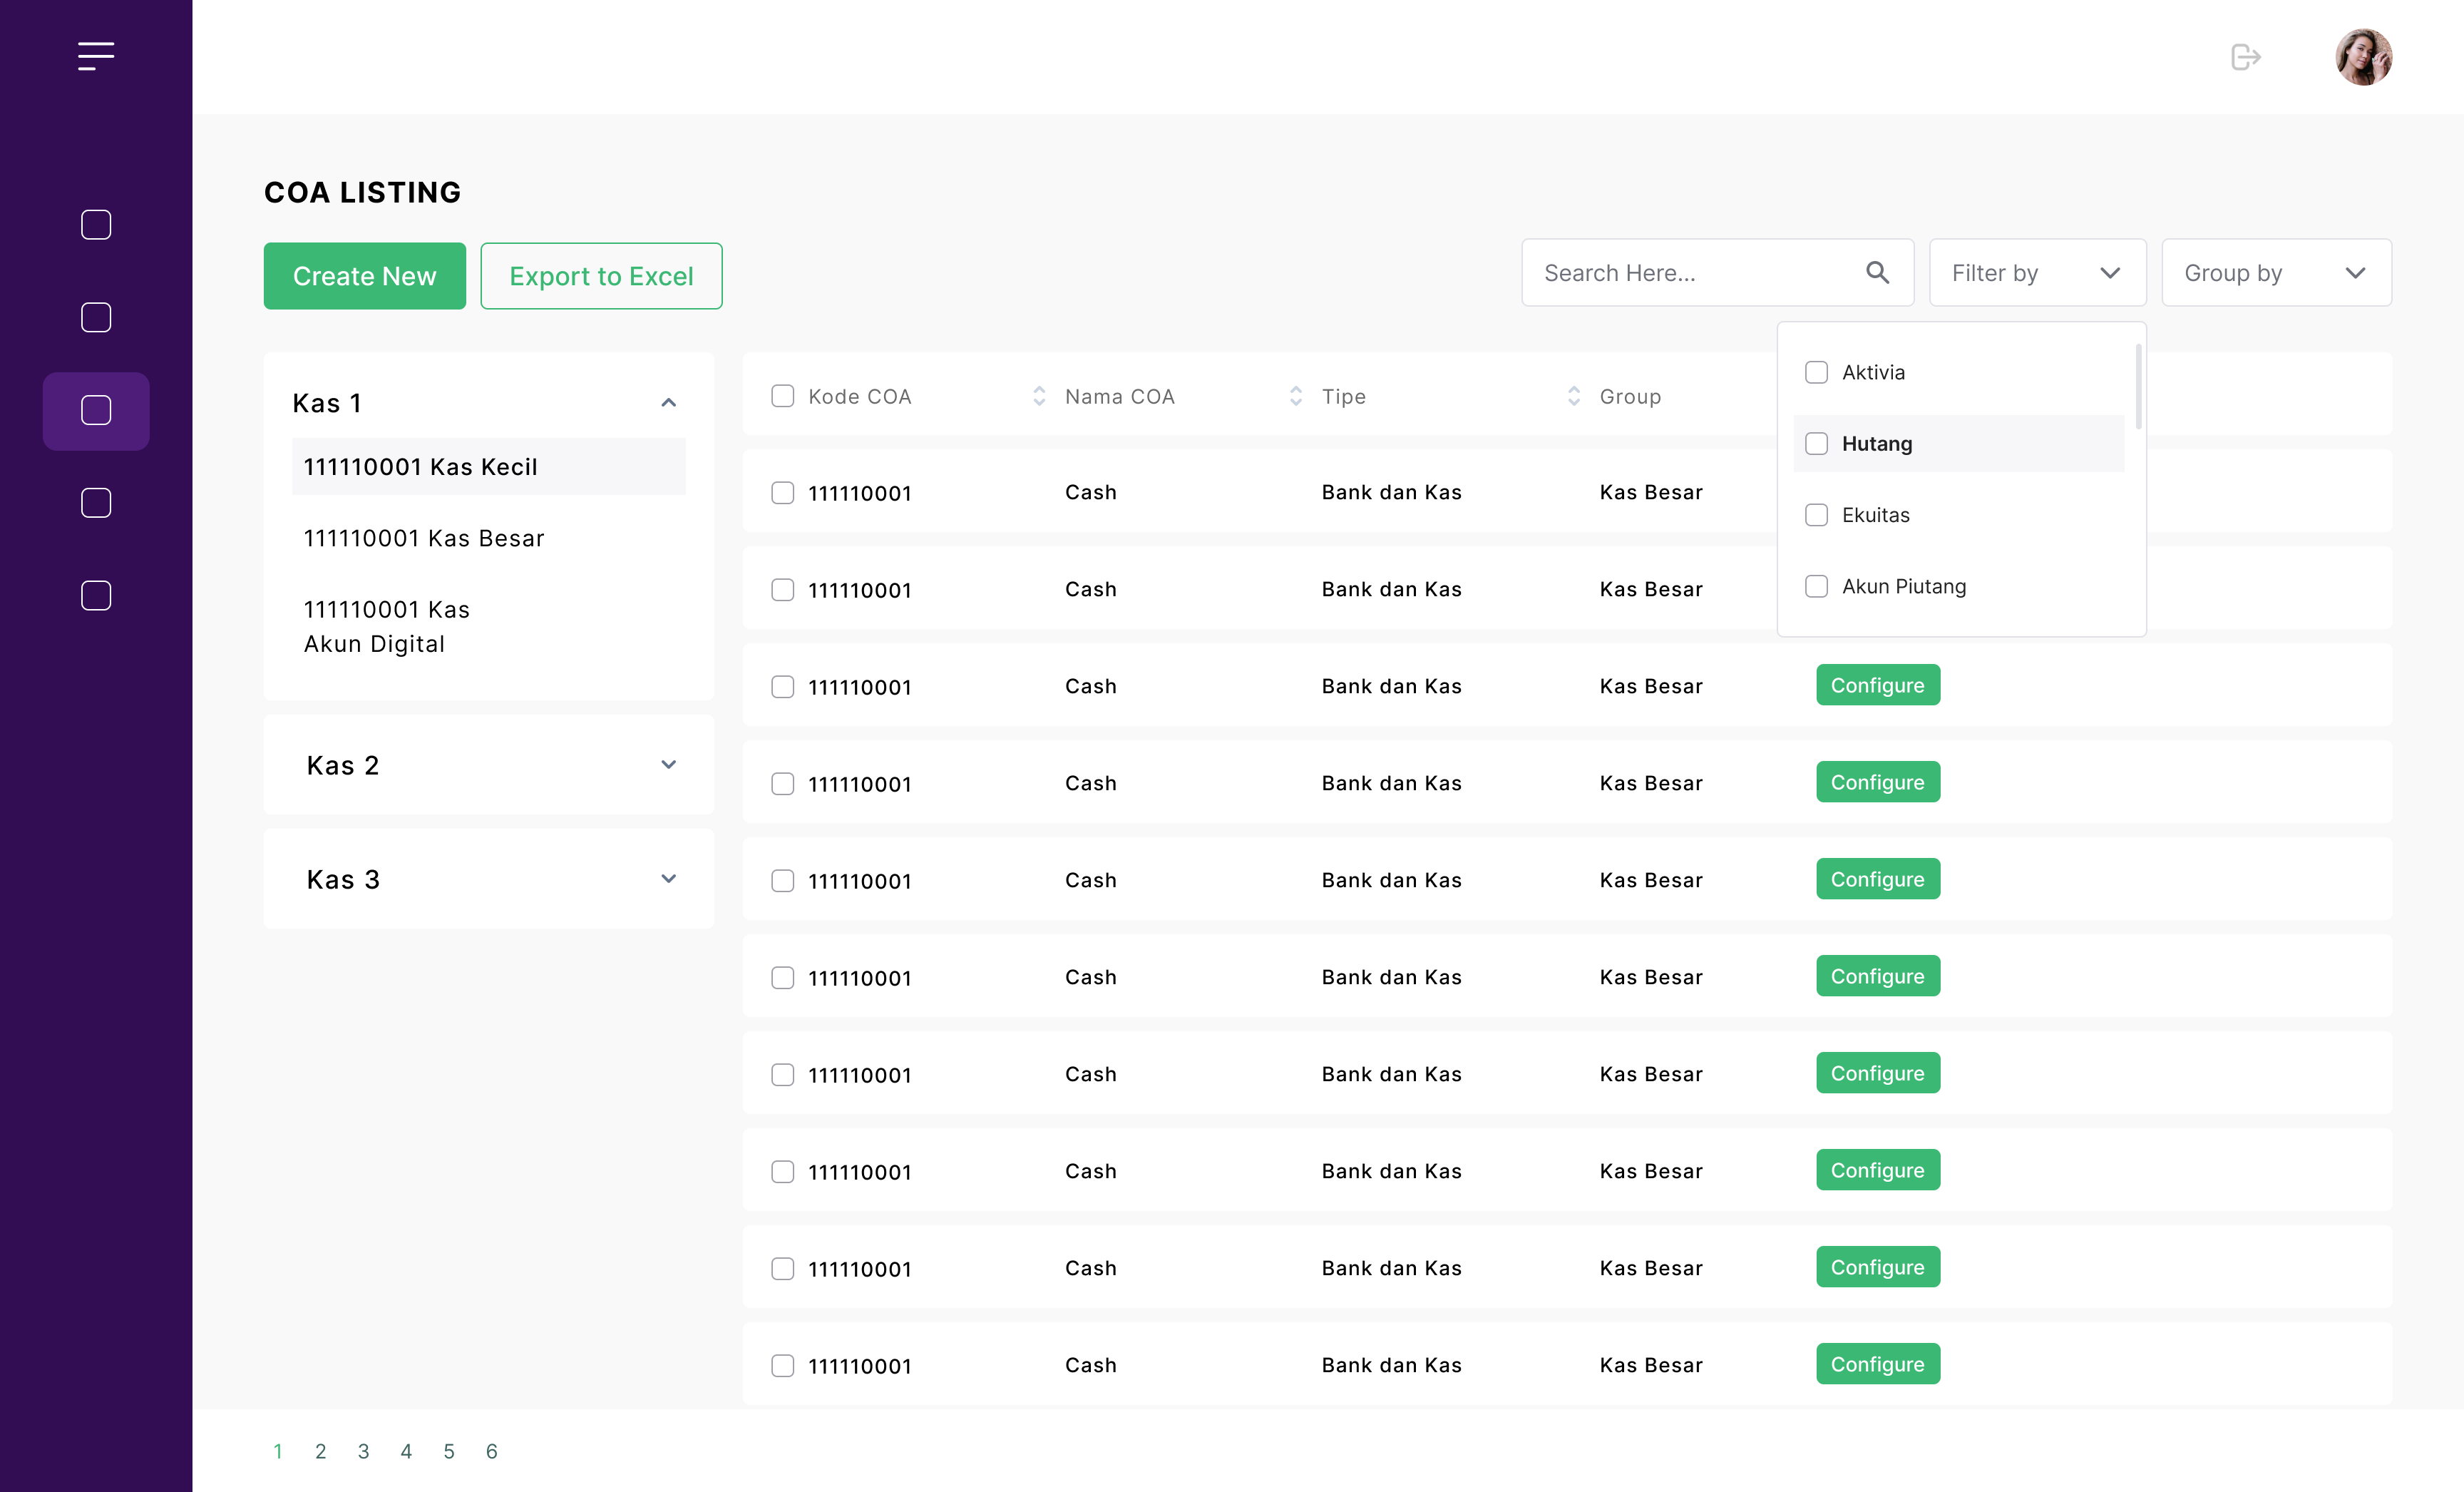 COA LISTING
Create New
Export to Excel
Search Here...
Filter by
Group by
Kas 1
111110001 Kas Kecil
111110001 Kas Besar
111110001 Kas
Akun Digital
Kas 2
Kas 3
Kode COA Nama COA Tipe Group
111110001 Cash Bank dan Kas Kas Besar
111110001 Cash Bank dan Kas Kas Besar
111110001 Cash Bank dan Kas Kas Besar Configure
111110001 Cash Bank dan Kas Kas Besar Configure
111110001 Cash Bank dan Kas Kas Besar Configure
111110001 Cash Bank dan Kas Kas Besar Configure
111110001 Cash Bank dan Kas Kas Besar Configure
111110001 Cash Bank dan Kas Kas Besar Configure
111110001 Cash Bank dan Kas Kas Besar Configure
111110001 Cash Bank dan Kas Kas Besar Configure
Aktivia
Hutang
Ekuitas
Akun Piutang
1 2 3 4 5 6